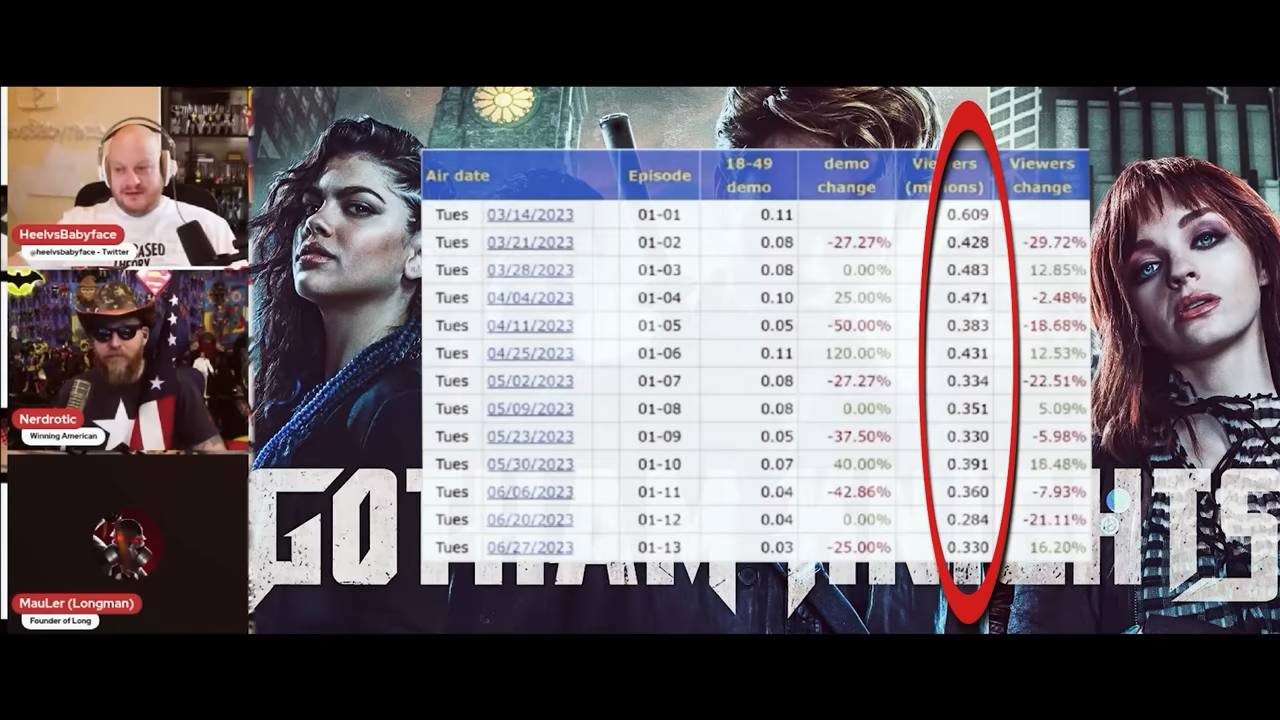 HeelvsBabyface
@heelvsbabyface - Twitter
BASED
THEORY
Nerdrotic
Winning American
MauLer (Longman)
Founder of Long
Air date Episode 18-49 demo demo change Viewers (millions) Viewers change
Tues 03/14/2023 01-01 0.11 0.609
Tues 03/21/2023 01-02 0.08 -27.27% 0.428 -29.72%
Tues 03/28/2023 01-03 0.08 0.00% 0.483 12.85%
Tues 04/04/2023 01-04 0.10 25.00% 0.471 -2.48%
Tues 04/11/2023 01-05 0.05 -50.00% 0.383 -18.68%
Tues 04/25/2023 01-06 0.11 120.00% 0.431 12.53%
Tues 05/02/2023 01-07 0.08 -27.27% 0.334 -22.51%
Tues 05/09/2023 01-08 0.08 0.00% 0.351 5.09%
Tues 05/23/2023 01-09 0.05 -37.50% 0.330 -5.98%
Tues 05/30/2023 01-10 0.07 40.00% 0.391 18.48%
Tues 06/06/2023 01-11 0.04 -42.86% 0.360 -7.93%
Tues 06/20/2023 01-12 0.04 0.00% 0.284 -21.11%
Tues 06/27/2023 01-13 0.03 -25.00% 0.330 16.20%
GOTHAM KNIGHTS